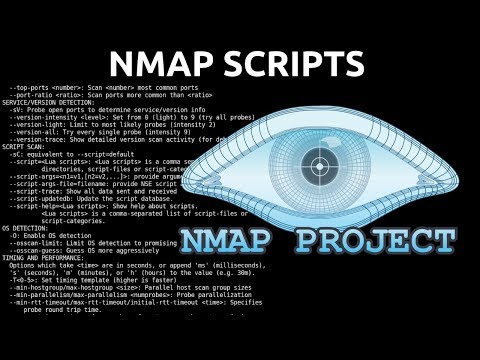 NMAP SCRIPTS
--top-ports <number>: Scan <number> most common ports
--port-ratio <ratio>: Scan ports more common than <ratio>
SERVICE/VERSION DETECTION:
-sV: Probe open ports to determine service/version info
--version-intensity <level>: Set from 0 (light) to 9 (try all probes)
--version-light: Limit to most likely probes (intensity 2)
--version-all: Try every single probe (intensity 9)
--version-trace: Show detailed version scan activity (for de
SCRIPT SCAN:
-sC: equivalent to --script=default
--script=<Lua scripts>: <Lua scripts> is a comma se
directories, script-files or script-cate
--script-args=<n1=v1,[n2=v2,...]>: provide argum
--script-args-file=filename: provide NSE script
--script-trace: Show all data sent and received
--script-updatedb: Update the script database.
--script-help=<Lua scripts>: Show help about scripts.
<Lua scripts> is a comma-separated list of script-files or
script-categories.
OS DETECTION:
-O: Enable OS detection
--osscan-limit: Limit OS detection to promising
--osscan-guess: Guess OS more aggressively
TIMING AND PERFORMANCE:
Options which take <time> are in seconds, or append 'ms' (milliseconds),
's' (seconds), 'm' (minutes), or 'h' (hours) to the value (e.g. 30m).
-T<0-5>: Set timing template (higher is faster)
--min-hostgroup/max-hostgroup <size>: Parallel host scan group sizes
--min-parallelism/max-parallelism <numprobes>: Probe parallelization
--min-rtt-timeout/max-rtt-timeout/initial-rtt-timeout <time>: Specifies
probe round trip time.
NMAP PROJECT